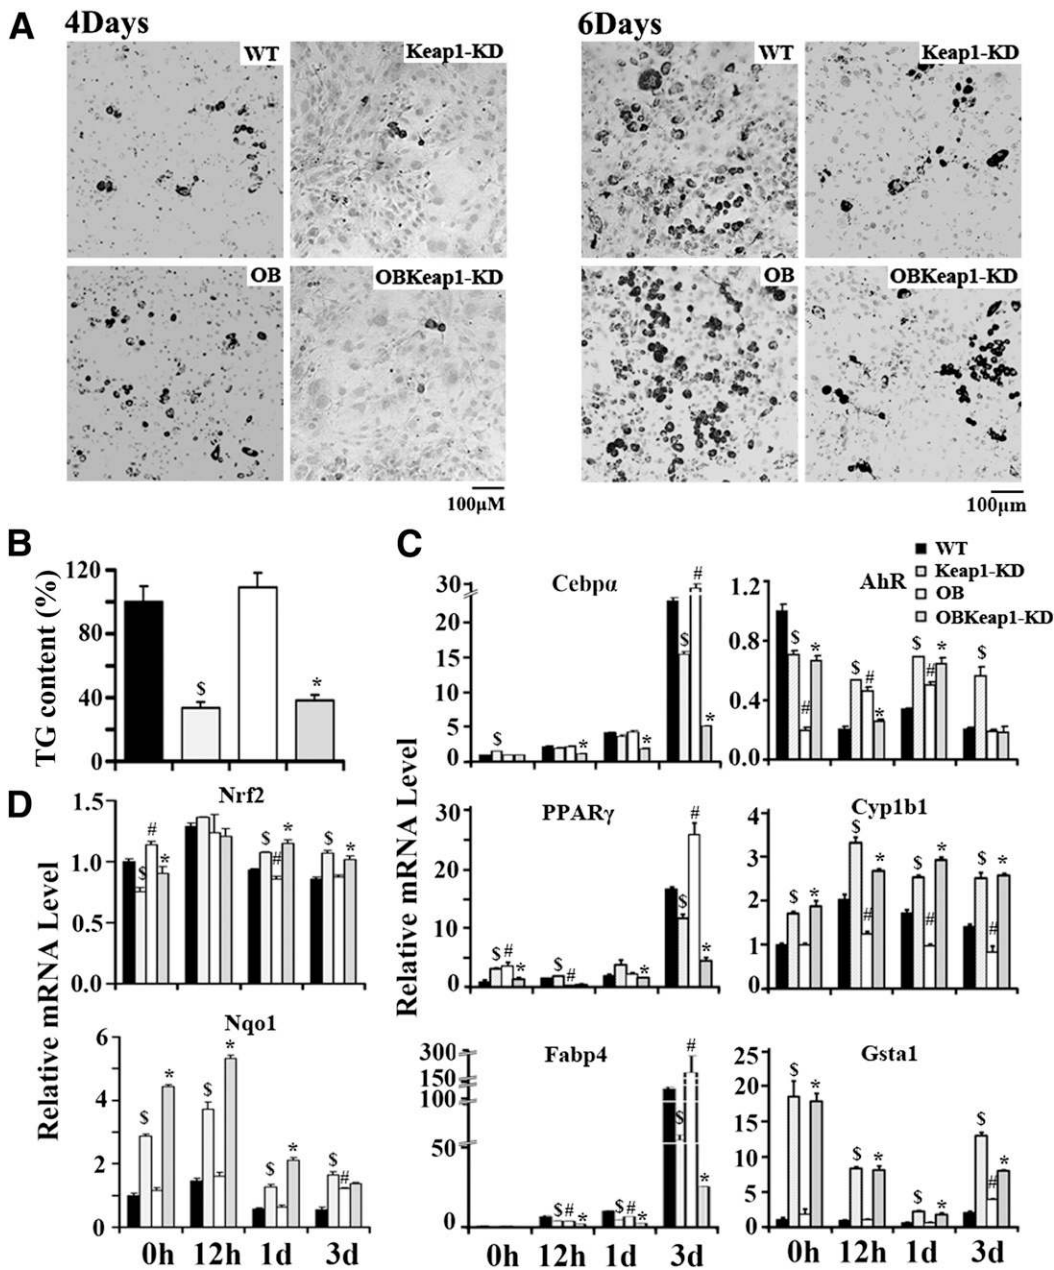 A
4Days
6Days
WT
Keap1-KD
WT
Keap1-KD
OB
OBKeap1-KD
OB
OBKeap1-KD
100μM
100μm
B
TG content (%)
120
80
40
0
$
*
C
WT
Keap1-KD
OB
OBKeap1-KD
Relative mRNA Level
Cebpα
30
20
15
10
5
0
$
*
*
$
#
*
AhR
1.2
0.8
0.4
0.0
$
#
*
$
#
*
$
#
*
$
PPARγ
30
20
10
0
$
#
*
$
#
*
$
#
*
Cyp1b1
4
3
2
1
0
$
*
$
#
*
$
#
*
$
#
*
Fabp4
300
150
100
50
0
$
#
*
$
#
*
$
#
*
0h
12h
1d
3d
Gsta1
25
20
15
10
5
0
$
*
$
*
$
*
$
#
*
0h
12h
1d
3d
D
Relative mRNA Level
Nrf2
1.5
1.0
0.5
0.0
$
#
*
$
#
*
$
*
Nqo1
6
4
2
0
$
*
$
*
$
*
$
#
0h
12h
1d
3d